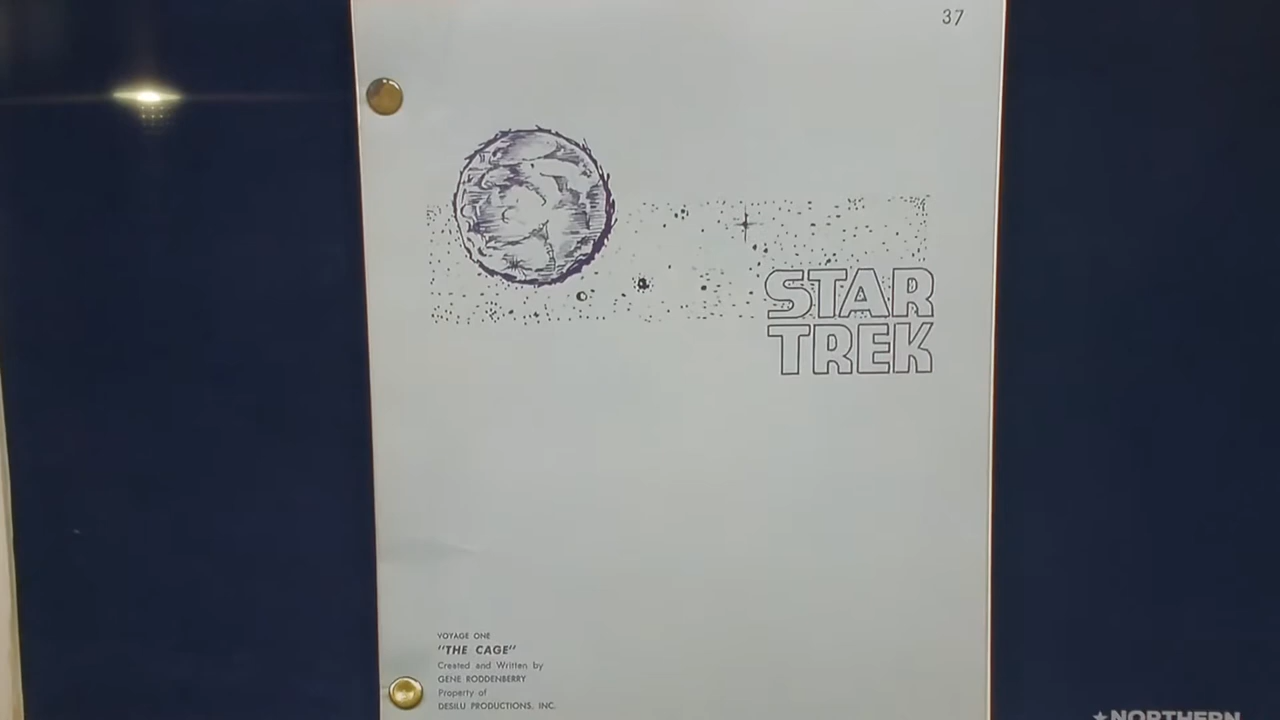 37
STAR
TREK
VOYAGE ONE
"THE CAGE"
Created and Written by
GENE RODDENBERRY
Property of
DESILU PRODUCTIONS, INC.
NORTHERN